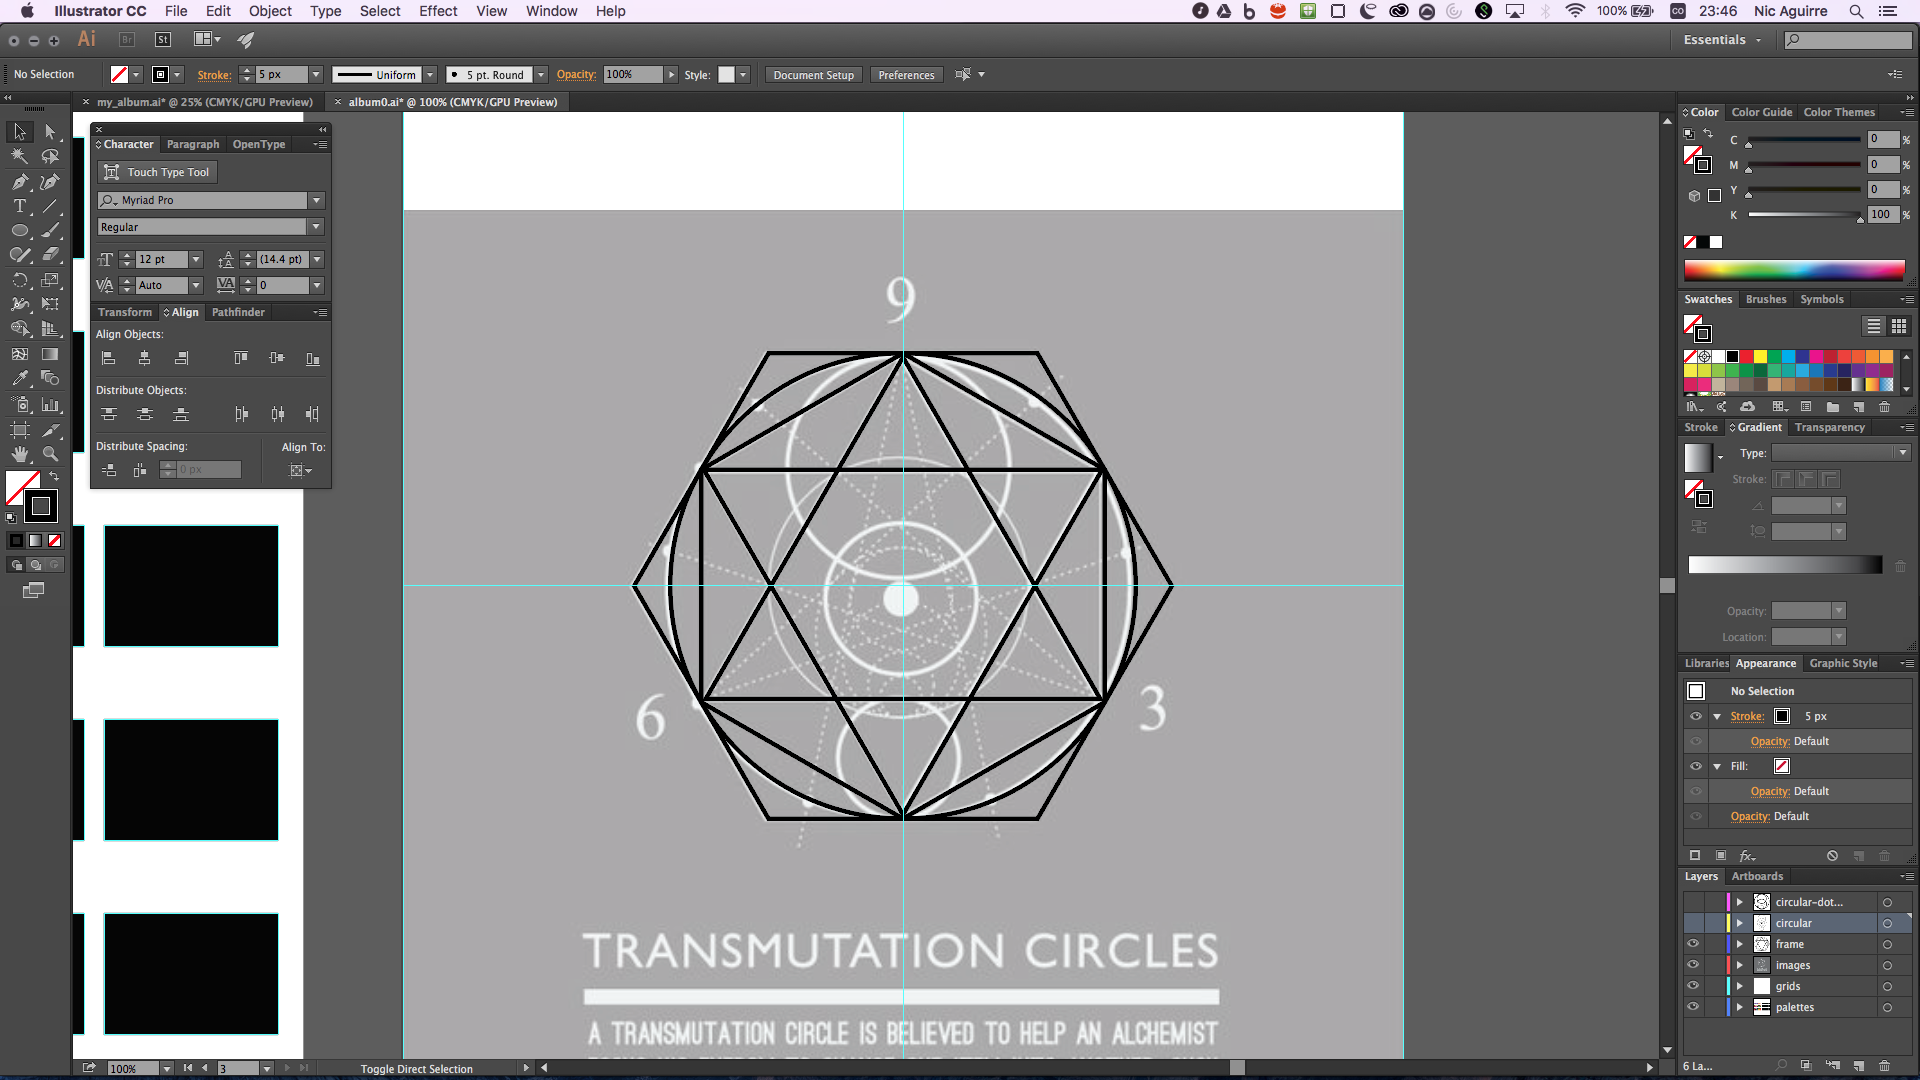 Illustrator CC File Edit Object Type Select Effect View Window Help 100% 23:46 Nic Aguirre
Ai Br St Essentials
No Selection Stroke: 5 px Uniform 5 pt. Round Opacity: 100% Style: Document Setup Preferences
my_album.ai* @ 25% (CMYK/GPU Preview) album0.ai* @ 100% (CMYK/GPU Preview)
Character Paragraph OpenType
Touch Type Tool
Myriad Pro
Regular
12 pt (14.4 pt)
Auto 0
Transform Align Pathfinder
Align Objects:
Distribute Objects:
Distribute Spacing: Align To:
0 px
9
6
3
TRANSMUTATION CIRCLES
A TRANSMUTATION CIRCLE IS BELIEVED TO HELP AN ALCHEMIST
Color Color Guide Color Themes
C 0 %
M 0 %
Y 0 %
K 100 %
Swatches Brushes Symbols
Stroke Gradient Transparency
Type:
Stroke:
Opacity:
Location:
Libraries Appearance Graphic Style
No Selection
Stroke: 5 px
Opacity: Default
Fill:
Opacity: Default
Opacity: Default
fx
Layers Artboards
circular-dot...
circular
frame
images
grids
palettes
6 La...
100% 3 Toggle Direct Selection